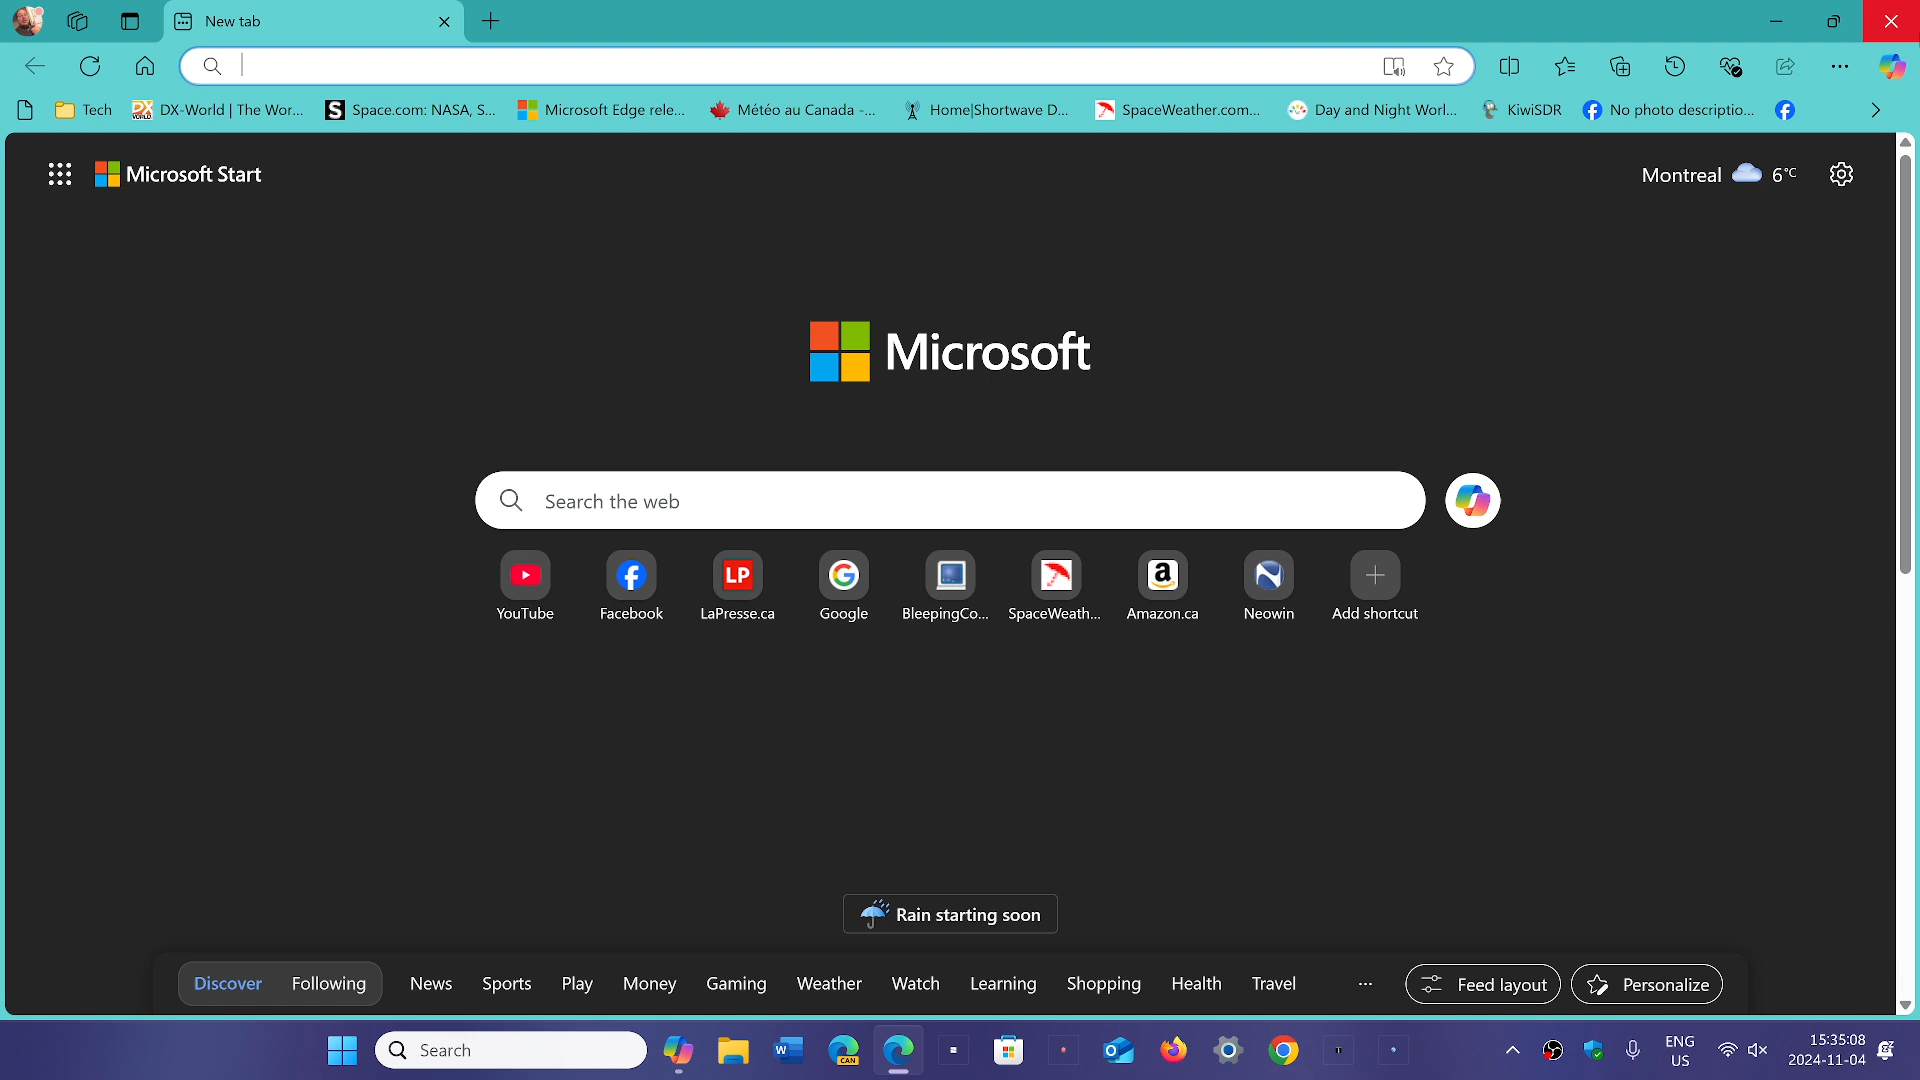 New tab
Tech
DX-World | The Wor...
Space.com: NASA, S...
Microsoft Edge rele...
Météo au Canada -...
Home|Shortwave D...
SpaceWeather.com...
Day and Night Worl...
KiwiSDR
No photo descriptio...
Microsoft Start
Montreal 6°C
Microsoft
Search the web
LP
YouTube
Facebook
LaPresse.ca
Google
BleepingCo...
SpaceWeath...
Amazon.ca
Neowin
Add shortcut
Rain starting soon
Discover
Following
News
Sports
Play
Money
Gaming
Weather
Watch
Learning
Shopping
Health
Travel
...
Feed layout
Personalize
Search
CAN
ENG
US
15:35:08
2024-11-04